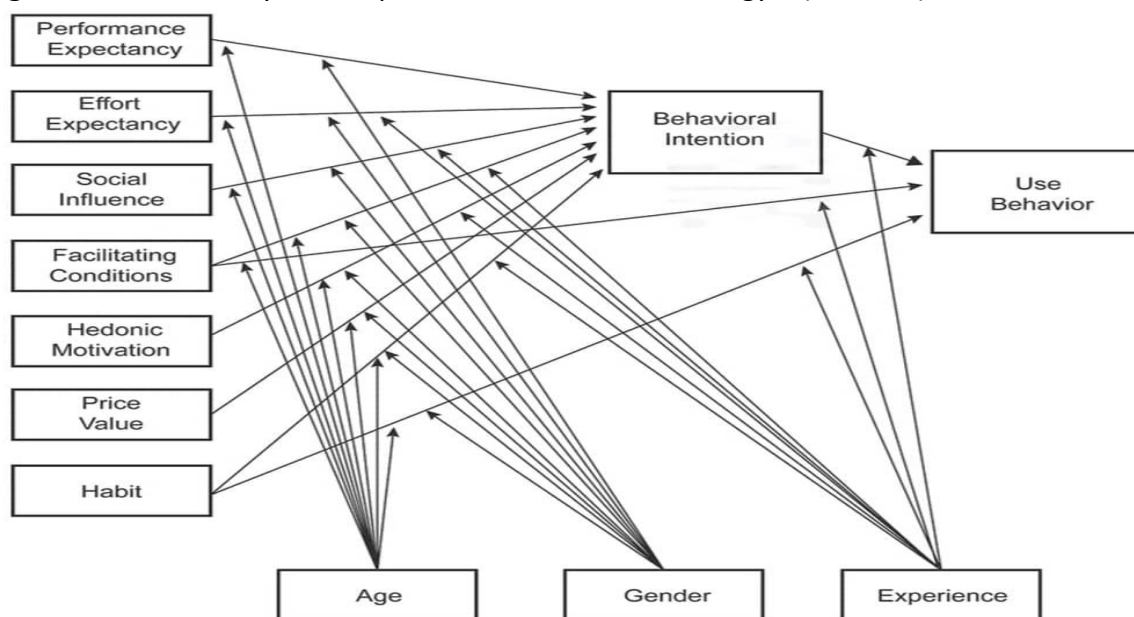 Performance
Expectancy
Effort
Expectancy
Social
Influence
Facilitating
Conditions
Hedonic
Motivation
Price
Value
Habit
Behavioral
Intention
Use
Behavior
Age
Gender
Experience